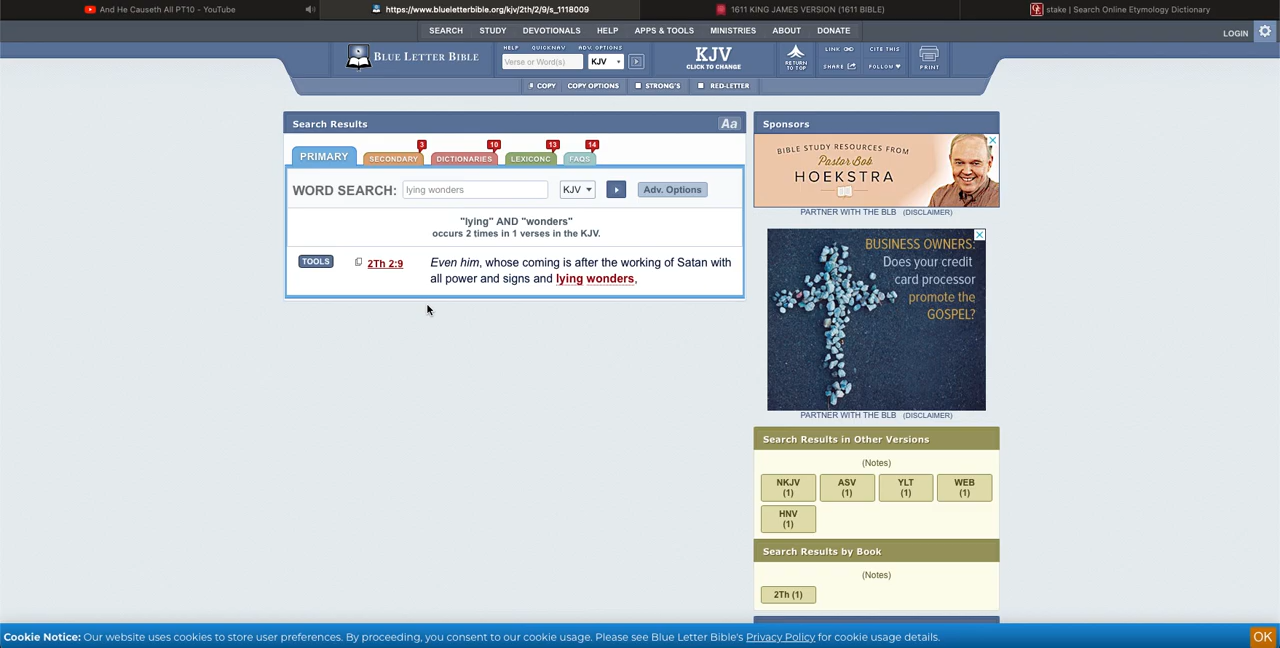 And He Causeth All PT10 - YouTube
https://www.blueletterbible.org/kjv/2th/2/9/s_1118009
1611 KING JAMES VERSION (1611 BIBLE)
stake | Search Online Etymology Dictionary
SEARCH STUDY DEVOTIONALS HELP APPS & TOOLS MINISTRIES ABOUT DONATE
LOGIN
BLUE LETTER BIBLE
HELP QUICKNAV ADV. OPTIONS
Verse or Word(s) KJV
KJV
CLICK TO CHANGE
RETURN
TO TOP
LINK CITE THIS
SHARE FOLLOW
PRINT
COPY COPY OPTIONS STRONG'S RED-LETTER
Search Results Aa
PRIMARY
SECONDARY 3
DICTIONARIES 10
LEXICONC 13
FAQS 14
WORD SEARCH: lying wonders KJV Adv. Options
"lying" AND "wonders"
occurs 2 times in 1 verses in the KJV.
TOOLS 2Th 2:9 Even him, whose coming is after the working of Satan with
all power and signs and lying wonders,
Sponsors
BIBLE STUDY RESOURCES FROM
Pastor Bob
HOEKSTRA
PARTNER WITH THE BLB (DISCLAIMER)
BUSINESS OWNERS:
Does your credit
card processor
promote the
GOSPEL?
PARTNER WITH THE BLB (DISCLAIMER)
Search Results in Other Versions
(Notes)
NKJV ASV YLT WEB
(1) (1) (1) (1)
HNV
(1)
Search Results by Book
(Notes)
2Th (1)
Cookie Notice: Our website uses cookies to store user preferences. By proceeding, you consent to our cookie usage. Please see Blue Letter Bible's Privacy Policy for cookie usage details.
OK